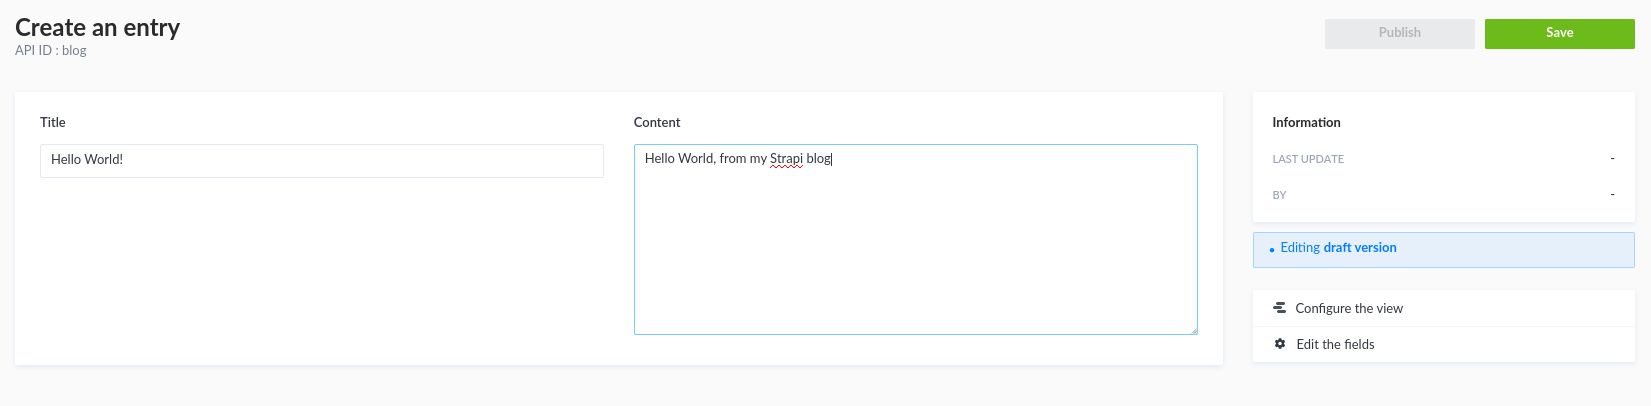 Create an entry
API ID : blog
Publish
Save
Title
Hello World!
Content
Hello World, from my Strapi blog
Information
LAST UPDATE -
BY -
Editing draft version
Configure the view
Edit the fields